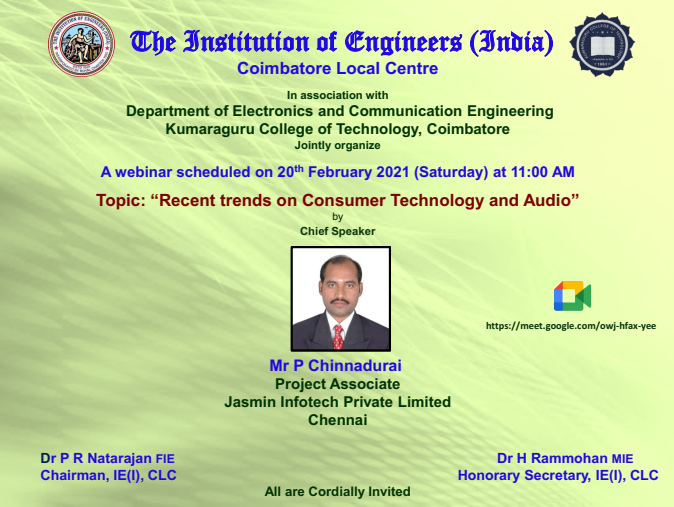 The Institution of Engineers (India)
Coimbatore Local Centre
In association with
Department of Electronics and Communication Engineering
Kumaraguru College of Technology, Coimbatore
Jointly organize
A webinar scheduled on 20th February 2021 (Saturday) at 11:00 AM
Topic: “Recent trends on Consumer Technology and Audio”
by
Chief Speaker
https://meet.google.com/owj-hfax-yee
Mr P Chinnadurai
Project Associate
Jasmin Infotech Private Limited
Chennai
Dr P R Natarajan FIE
Chairman, IE(I), CLC
Dr H Rammohan MIE
Honorary Secretary, IE(I), CLC
All are Cordially Invited